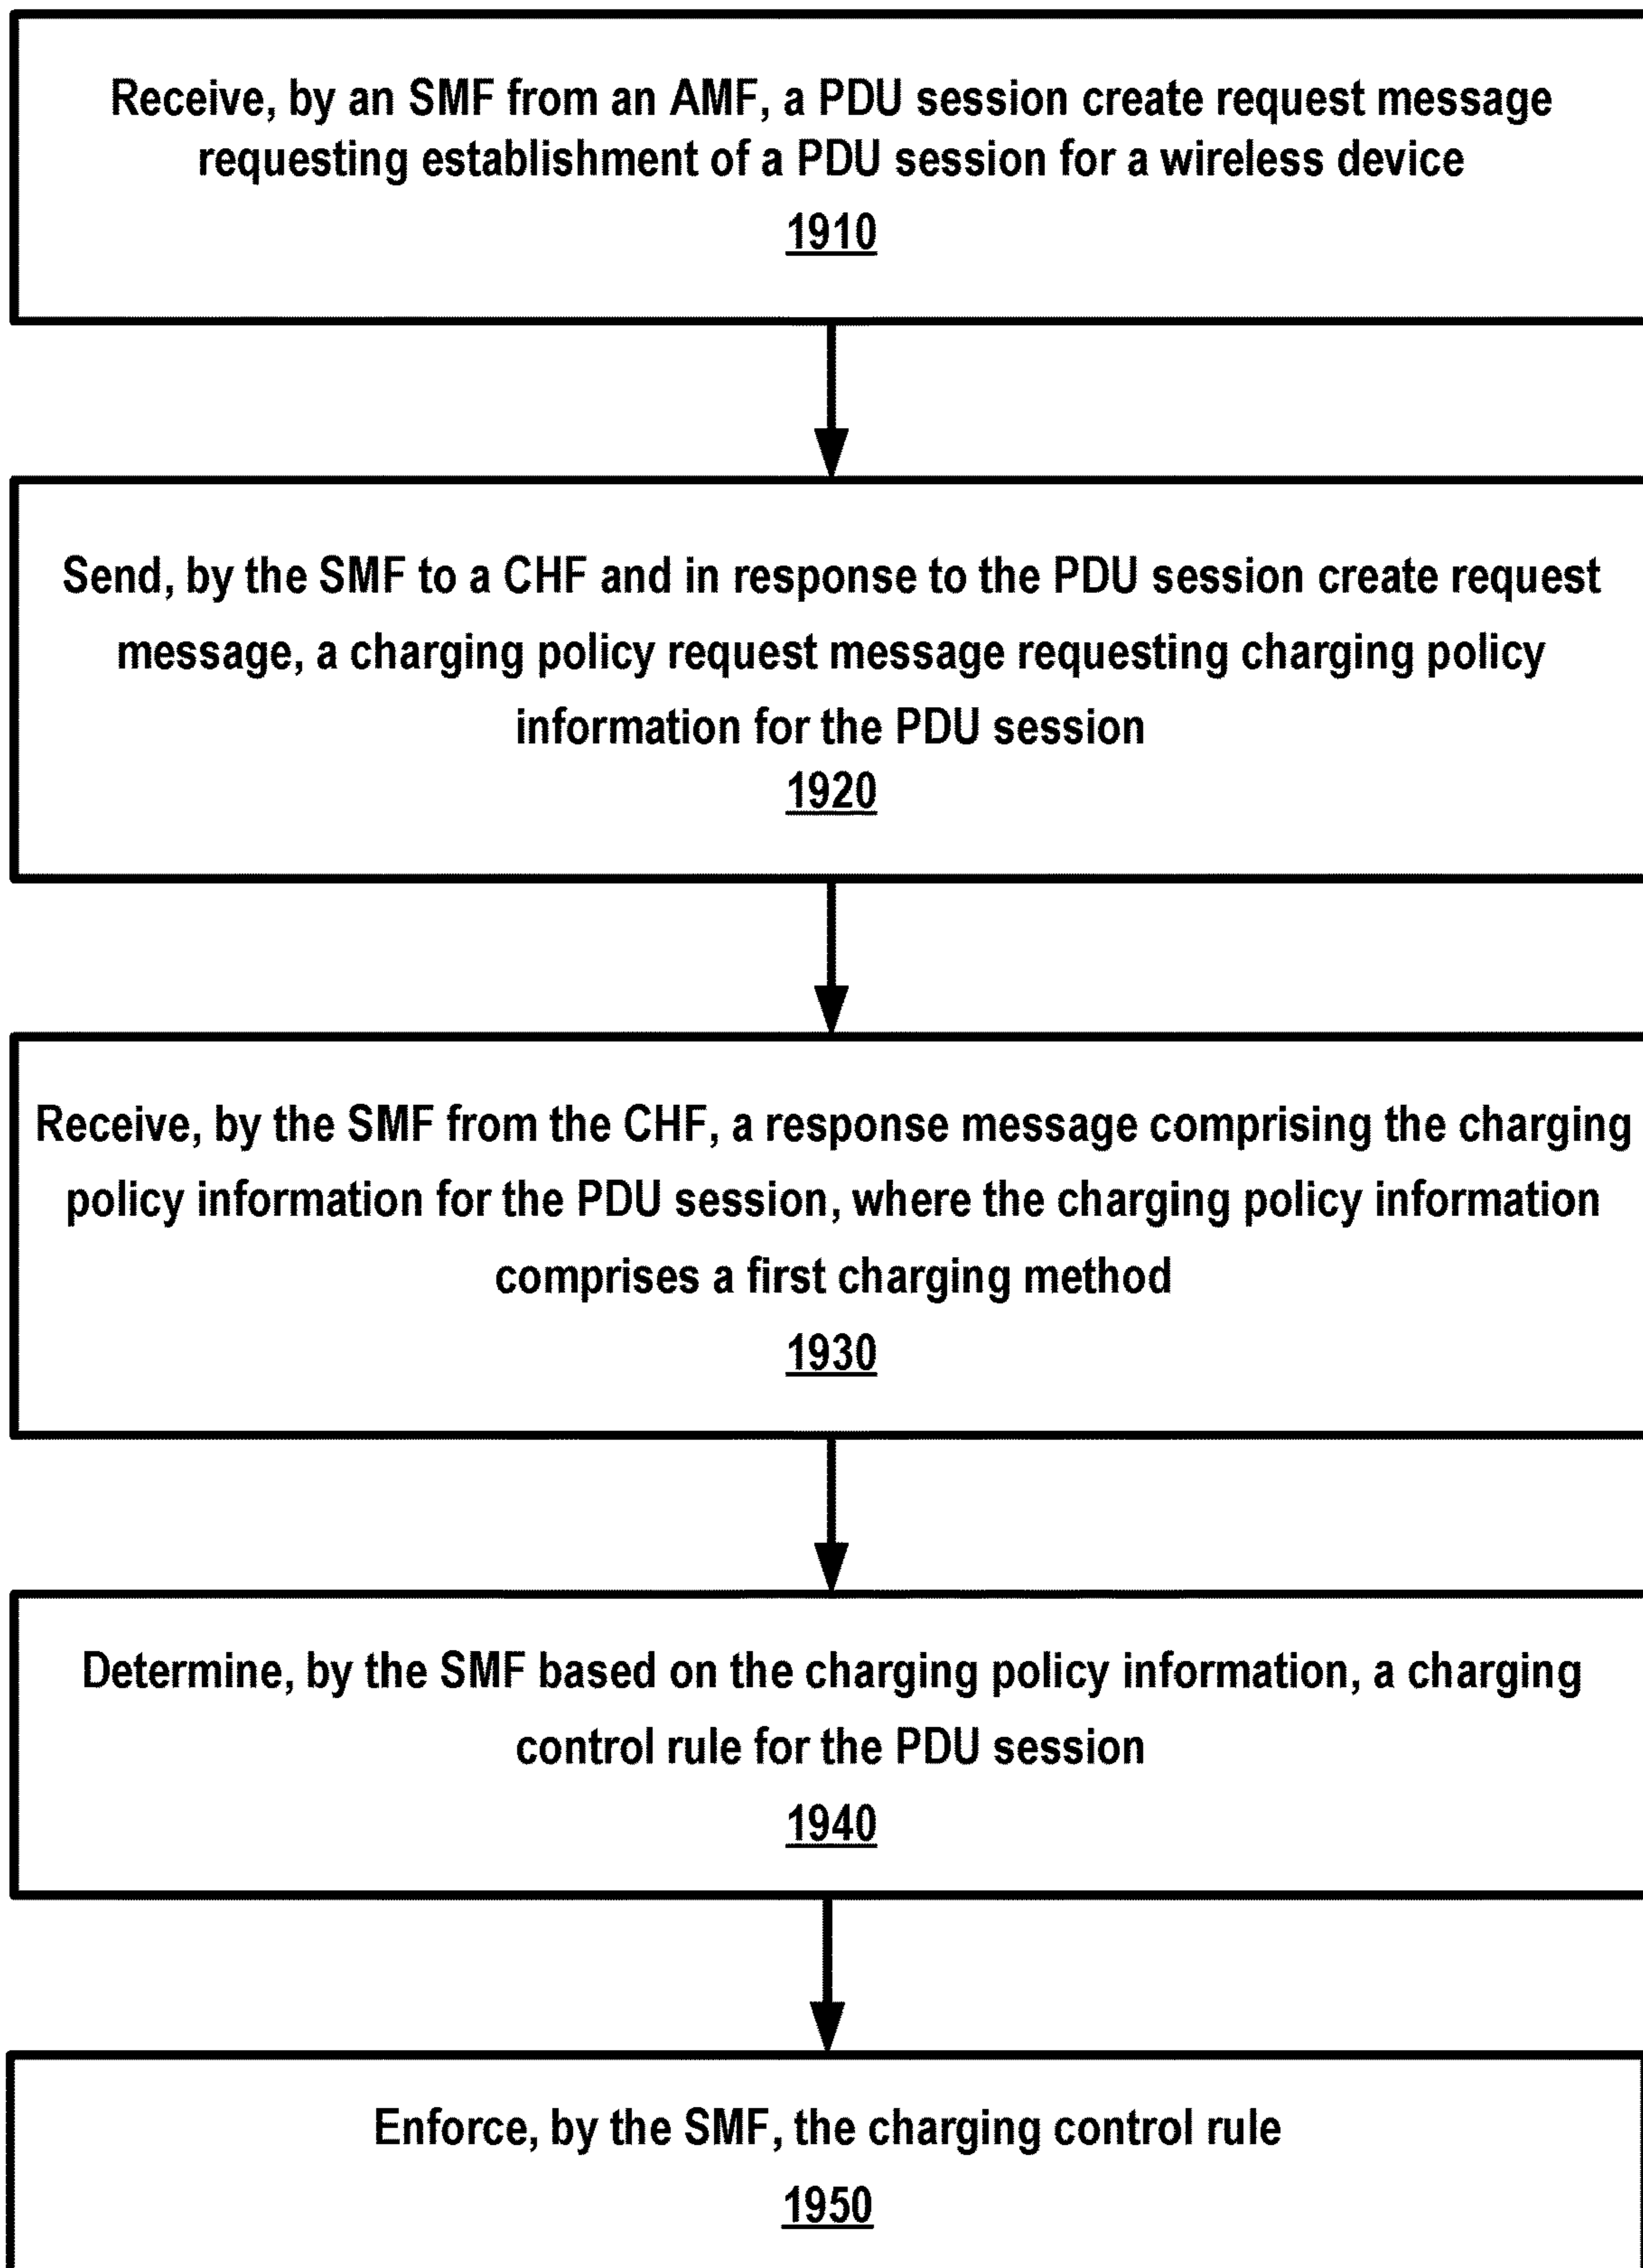 Receive, by an SMF from an AMF, a PDU session create request message
requesting establishment of a PDU session for a wireless device
1910
Send, by the SMF to a CHF and in response to the PDU session create request
message, a charging policy request message requesting charging policy
information for the PDU session
1920
Receive, by the SMF from the CHF, a response message comprising the charging
policy information for the PDU session, where the charging policy information
comprises a first charging method
1930
Determine, by the SMF based on the charging policy information, a charging
control rule for the PDU session
1940
Enforce, by the SMF, the charging control rule
1950